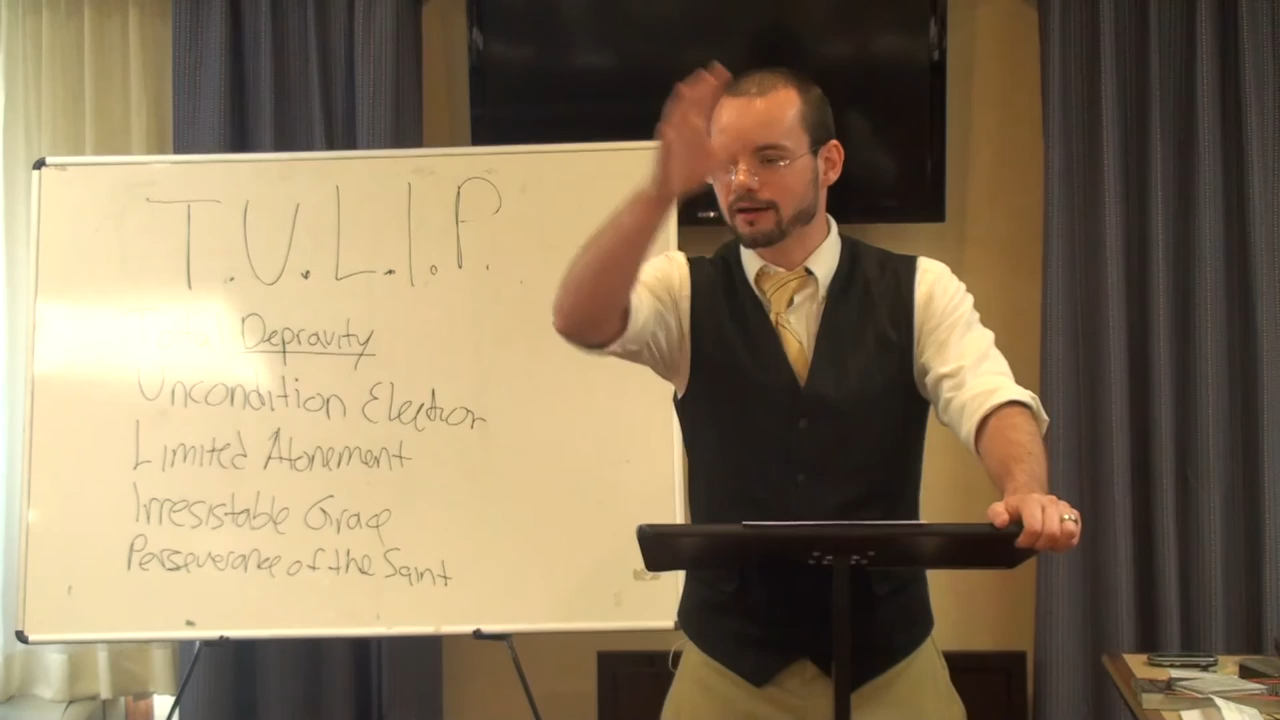 T.U.L.I.P.
Depravity
Uncondition Election
Limited Atonement
Irresistable Grace
Perseverance of the Saint